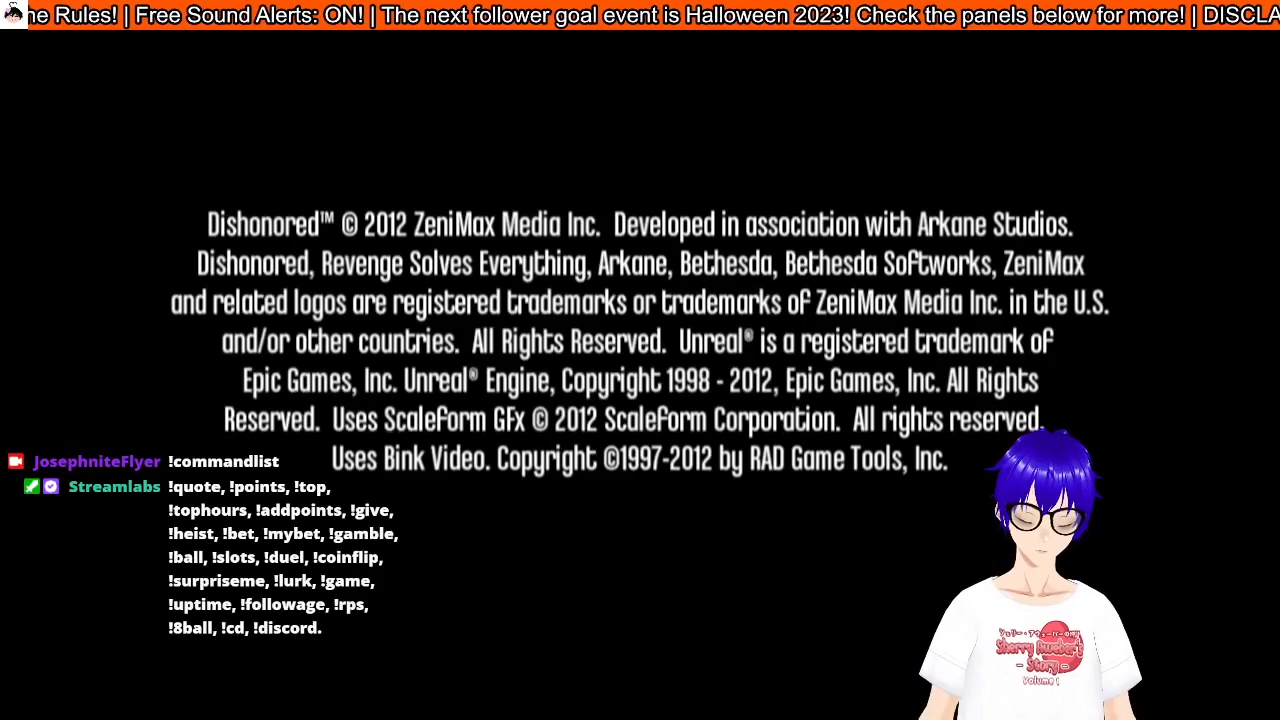 he Rules! | Free Sound Alerts: ON! | The next follower goal event is Halloween 2023! Check the panels below for more! | DISCLA
Dishonored™ © 2012 ZeniMax Media Inc.  Developed in association with Arkane Studios.
Dishonored, Revenge Solves Everything, Arkane, Bethesda, Bethesda Softworks, ZeniMax
and related logos are registered trademarks or trademarks of ZeniMax Media Inc. in the U.S.
and/or other countries.  All Rights Reserved.  Unreal® is a registered trademark of
Epic Games, Inc. Unreal® Engine, Copyright 1998 - 2012, Epic Games, Inc. All Rights
Reserved.  Uses Scaleform GFx © 2012 Scaleform Corporation.  All rights reserved.
Uses Bink Video. Copyright ©1997-2012 by RAD Game Tools, Inc.
JosephniteFlyer !commandlist
Streamlabs !quote, !points, !top,
!tophours, !addpoints, !give,
!heist, !bet, !mybet, !gamble,
!ball, !slots, !duel, !coinflip,
!surpriseme, !lurk, !game,
!uptime, !followage, !rps,
!8ball, !cd, !discord.
Sherry Aweber's
- Story -
Volume 1